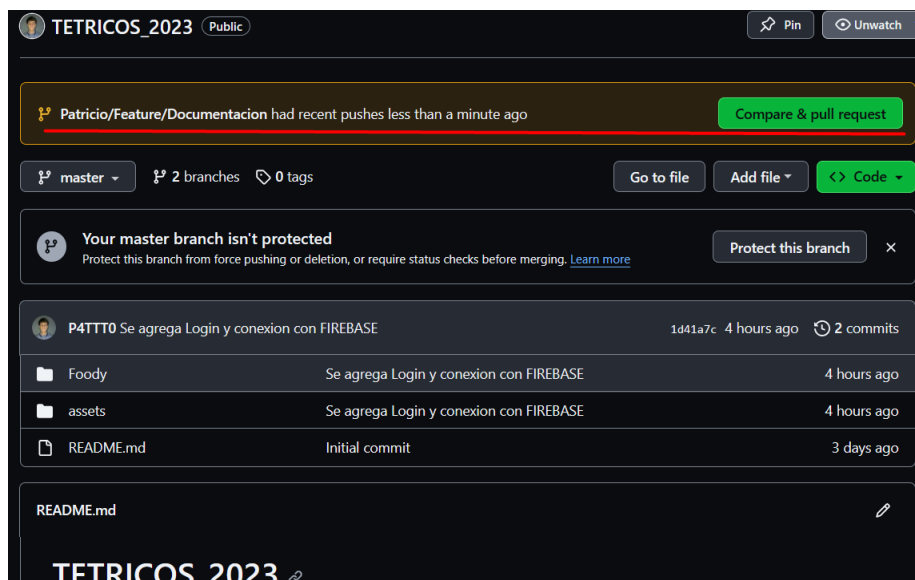 TETRICOS_2023 Public Pin Unwatch
Patricio/Feature/Documentacion had recent pushes less than a minute ago Compare & pull request
master 2 branches 0 tags Go to file Add file <> Code
Your master branch isn't protected
Protect this branch from force pushing or deletion, or require status checks before merging. Learn more
Protect this branch
P4TTT0 Se agrega Login y conexion con FIREBASE 1d41a7c 4 hours ago 2 commits
Foody Se agrega Login y conexion con FIREBASE 4 hours ago
assets Se agrega Login y conexion con FIREBASE 4 hours ago
README.md Initial commit 3 days ago
README.md
TETRICOS_2023